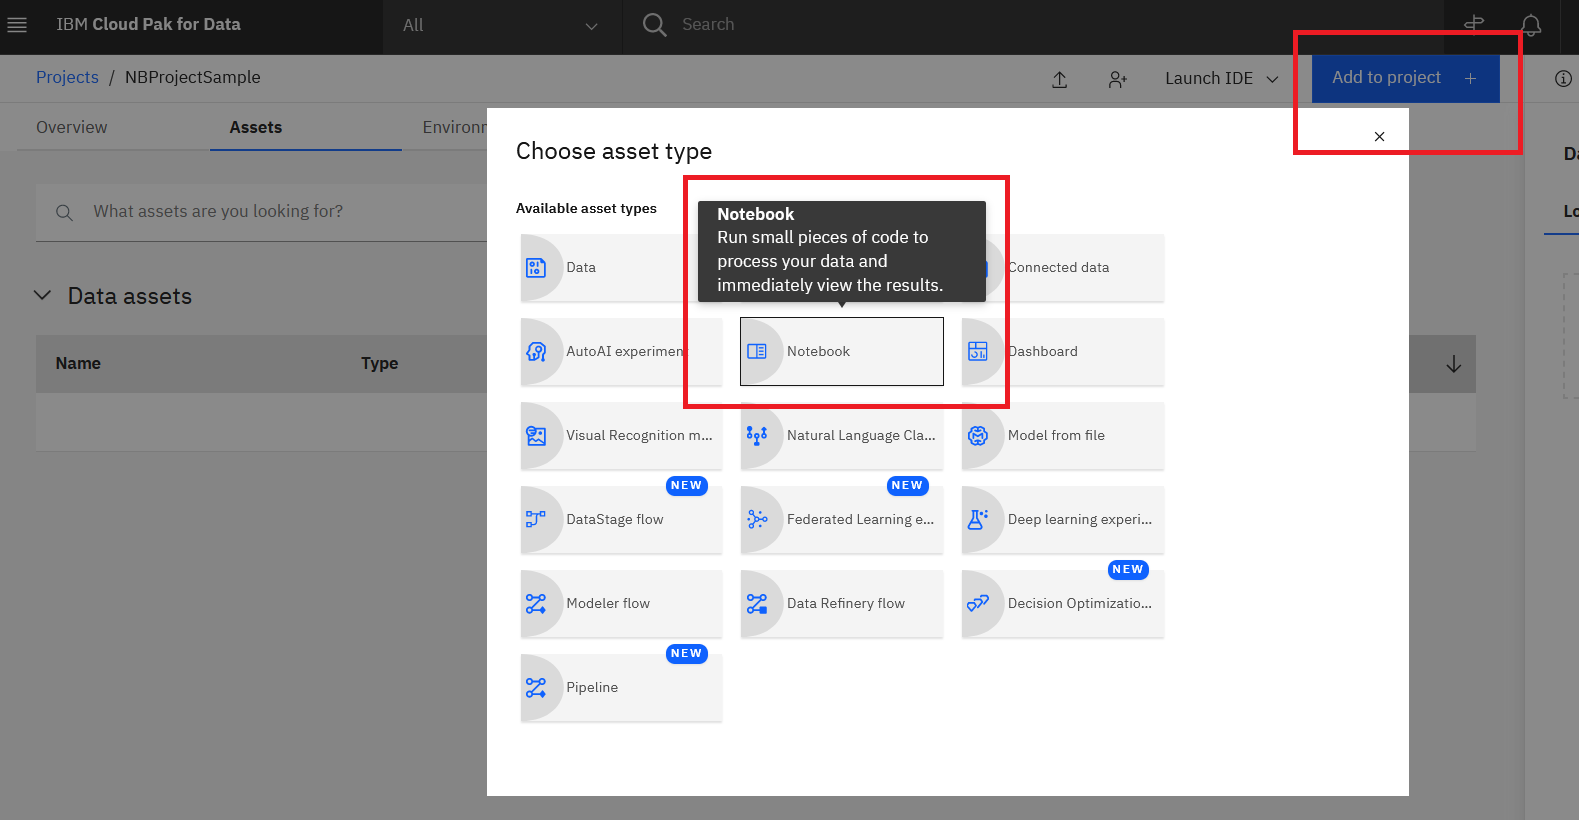 IBM Cloud Pak for Data
All
Search
Projects / NBProjectSample
Launch IDE
Add to project +
Overview
Assets
What assets are you looking for?
Data assets
Name
Type
Choose asset type
Available asset types
Notebook
Run small pieces of code to
process your data and
immediately view the results.
Data
Connected data
AutoAI experiment
Notebook
Dashboard
Visual Recognition m...
Natural Language Cla...
Model from file
NEW
DataStage flow
NEW
Federated Learning e...
Deep learning experi...
Modeler flow
Data Refinery flow
NEW
Decision Optimizatio...
NEW
Pipeline